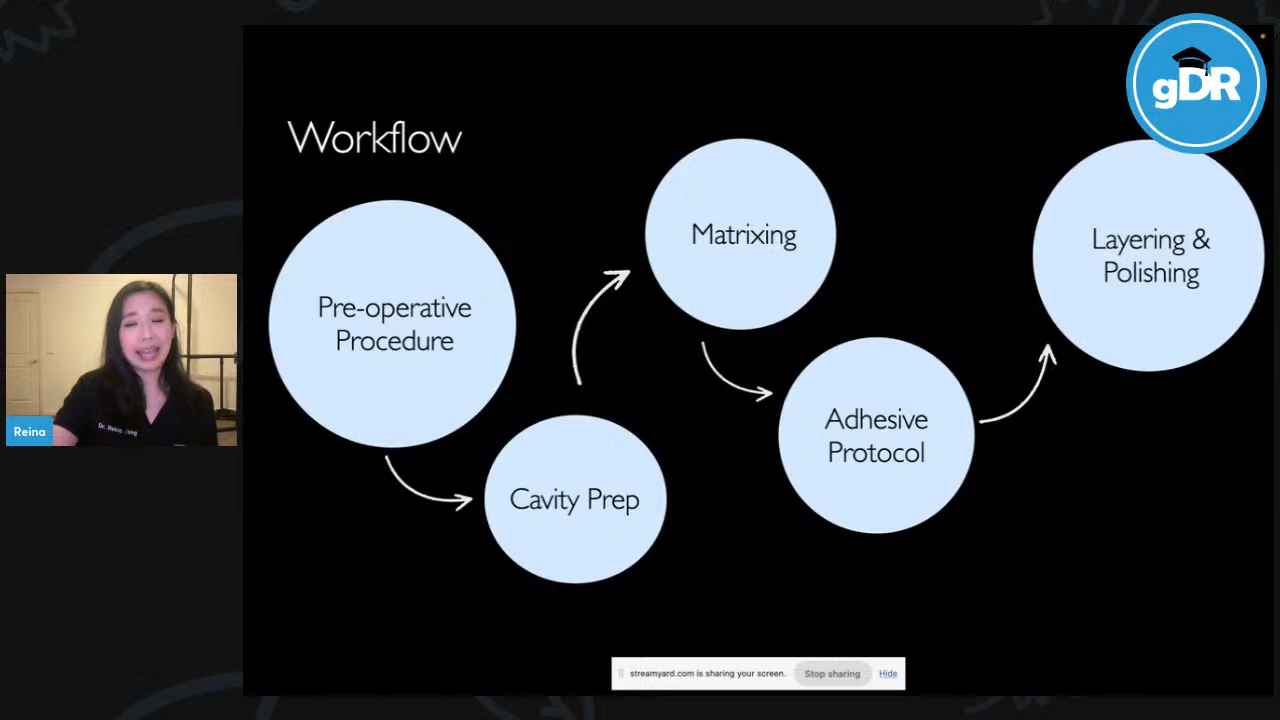 gDR
Workflow
Pre-operative
Procedure
Cavity Prep
Matrixing
Adhesive
Protocol
Layering &
Polishing
Reina
Dr.
streamyard.com is sharing your screen.
Stop sharing
Hide